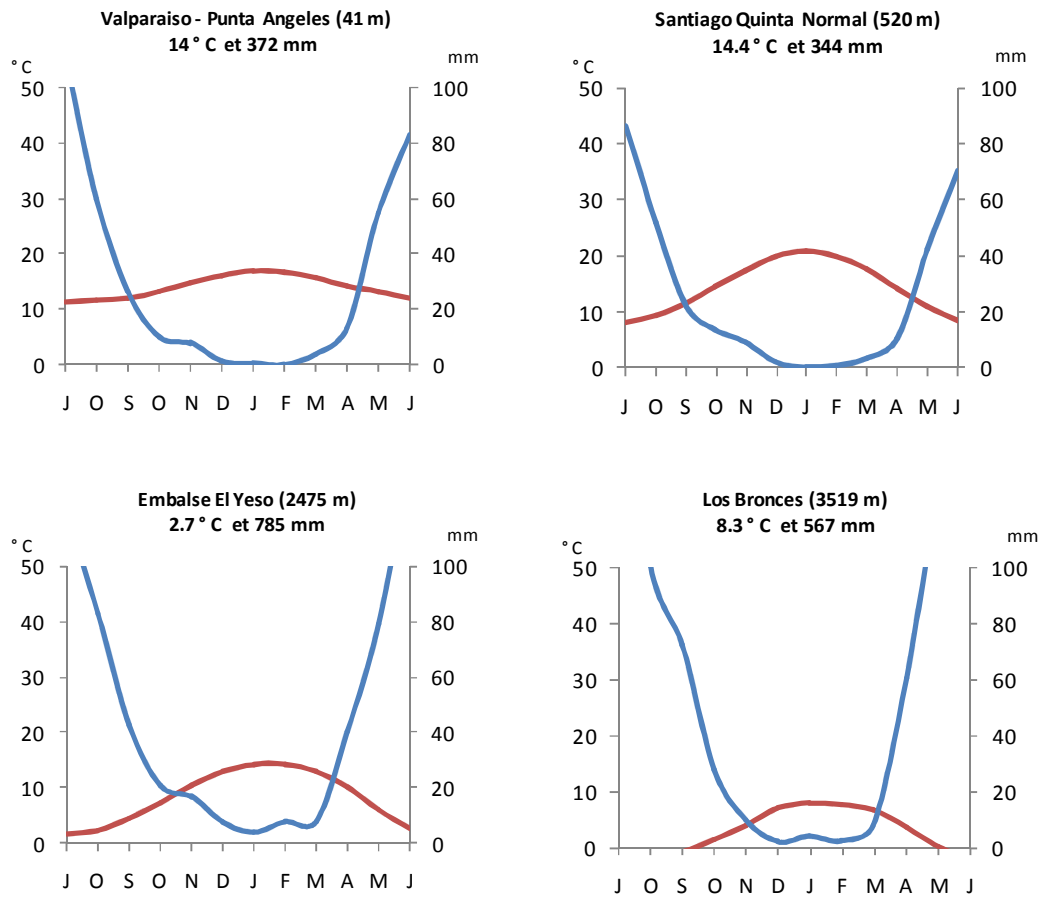 Valparaiso - Punta Angeles (41 m)
14 ° C et 372 mm
° C
mm
50
40
30
20
10
0
100
80
60
40
20
0
J O S O N D J F M A M J
Santiago Quinta Normal (520 m)
14.4 ° C et 344 mm
° C
mm
50
40
30
20
10
0
100
80
60
40
20
0
J O S O N D J F M A M J
Embalse El Yeso (2475 m)
2.7 ° C et 785 mm
° C
mm
50
40
30
20
10
0
100
80
60
40
20
0
J O S O N D J F M A M J
Los Bronces (3519 m)
8.3 ° C et 567 mm
° C
mm
50
40
30
20
10
0
100
80
60
40
20
0
J O S O N D J F M A M J